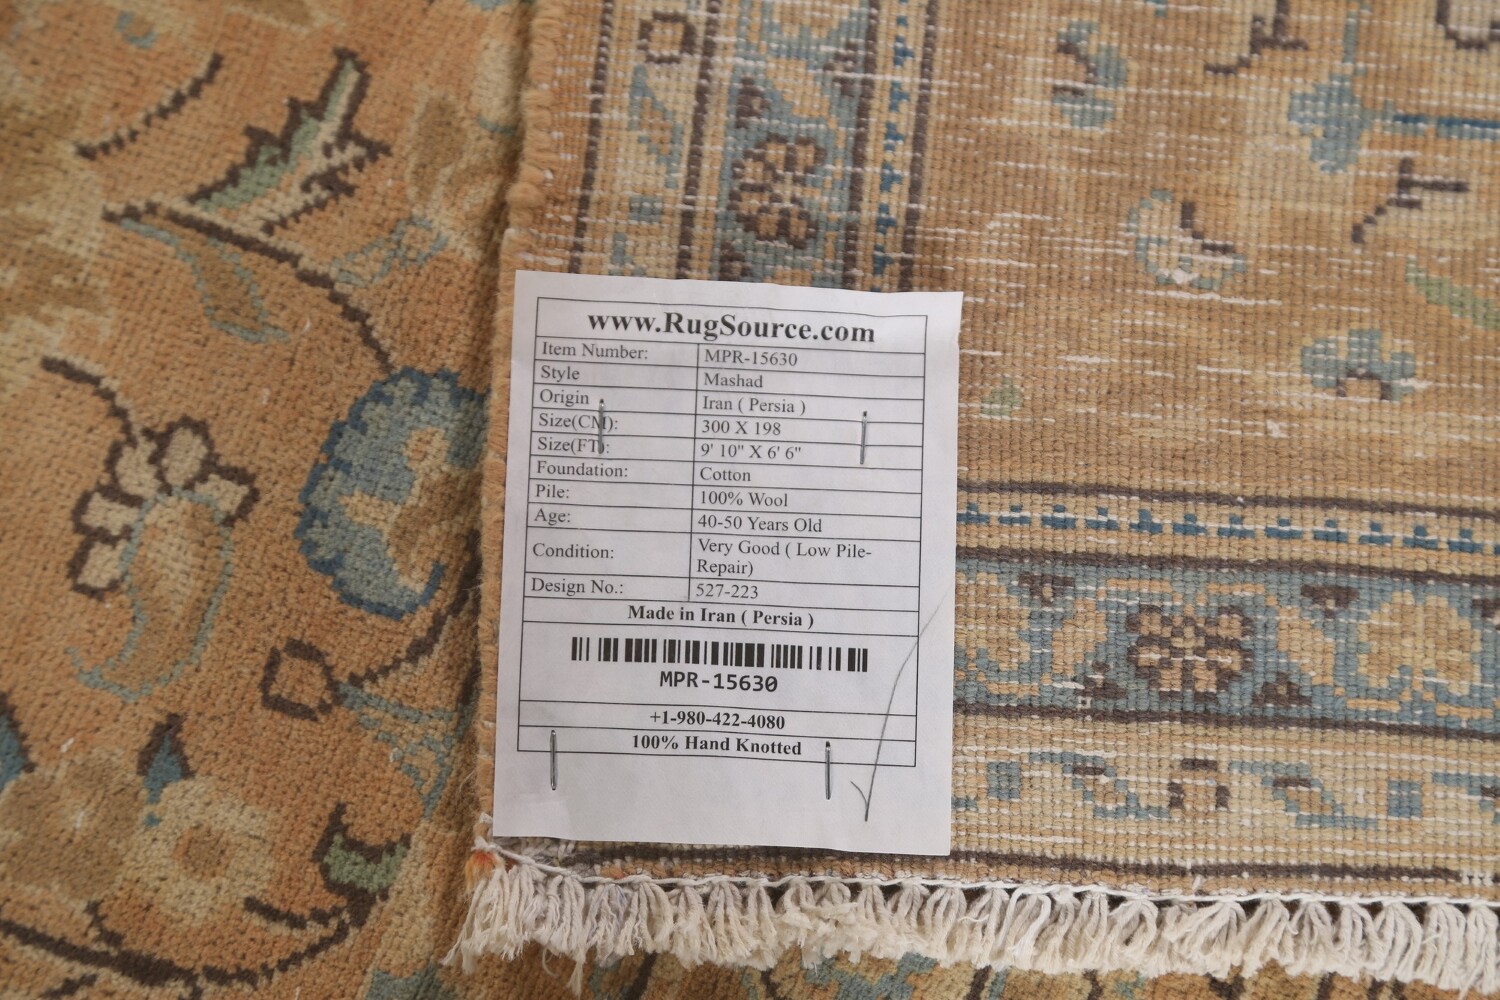 www.RugSource.com
Item Number: MPR-15630
Style Mashad
Origin Iran ( Persia )
Size(CM): 300 X 198
Size(FT): 9' 10" X 6' 6"
Foundation: Cotton
Pile: 100% Wool
Age: 40-50 Years Old
Condition: Very Good ( Low Pile-
Repair)
Design No.: 527-223
Made in Iran ( Persia )
MPR-15630
+1-980-422-4080
100% Hand Knotted